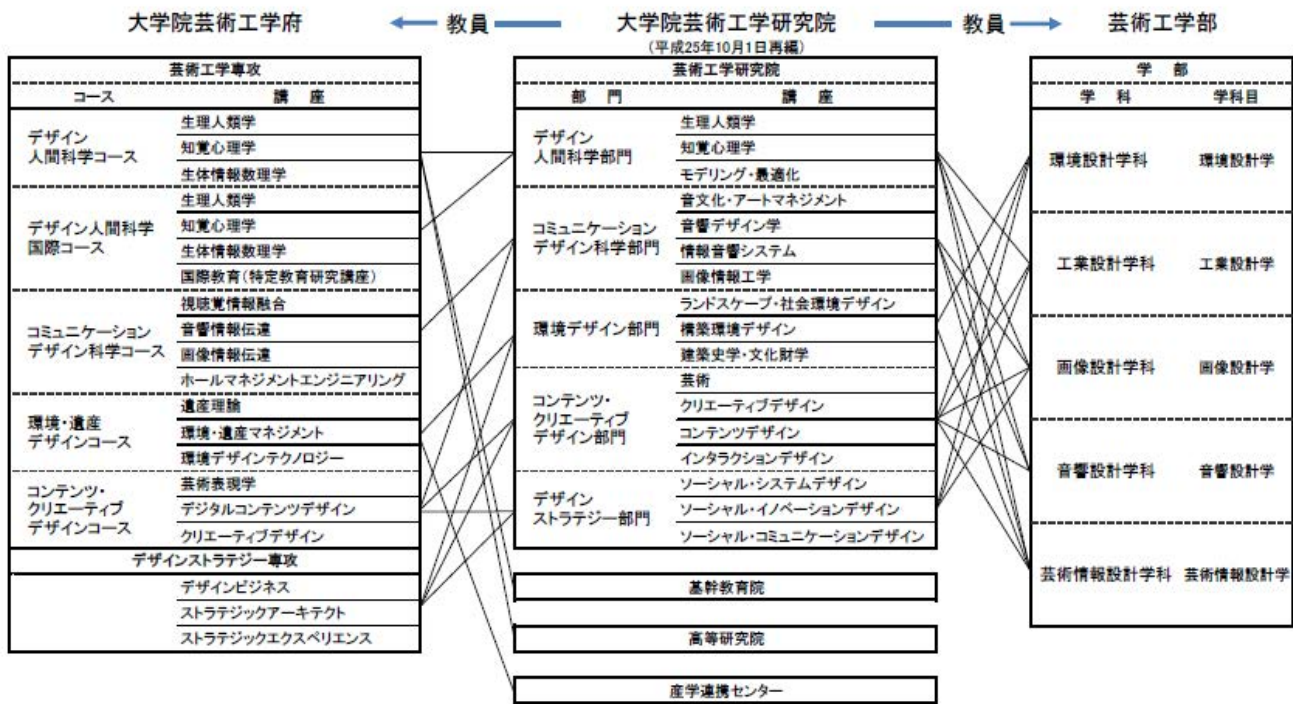 大学院芸術工学府 教員 大学院芸術工学研究院 教員 芸術工学部
(平成25年10月1日再編)
芸術工学専攻
コース 講座
デザイン
人間科学コース
生理人類学
知覚心理学
生体情報数理学
デザイン人間科学
国際コース
生理人類学
知覚心理学
生体情報数理学
国際教育(特定教育研究講座)
コミュニケーション
デザイン科学コース
視聴覚情報融合
音響情報伝達
画像情報伝達
ホールマネジメントエンジニアリング
環境・遺産
デザインコース
遺産理論
環境・遺産マネジメント
環境デザインテクノロジー
コンテンツ・
クリエーティブ
デザインコース
芸術表現学
デジタルコンテンツデザイン
クリエーティブデザイン
デザインストラテジー専攻
デザインビジネス
ストラテジックアーキテクト
ストラテジックエクスペリエンス
芸術工学研究院
部門 講座
デザイン
人間科学部門
生理人類学
知覚心理学
モデリング・最適化
コミュニケーション
デザイン科学部門
音文化・アートマネジメント
音響デザイン学
情報音響システム
画像情報工学
環境デザイン部門
ランドスケープ・社会環境デザイン
構築環境デザイン
建築史学・文化財学
コンテンツ・
クリエーティブ
デザイン部門
芸術
クリエーティブデザイン
コンテンツデザイン
インタラクションデザイン
デザイン
ストラテジー部門
ソーシャル・システムデザイン
ソーシャル・イノベーションデザイン
ソーシャル・コミュニケーションデザイン
基幹教育院
高等研究院
産学連携センター
学部
学科 学科目
環境設計学科 環境設計学
工業設計学科 工業設計学
画像設計学科 画像設計学
音響設計学科 音響設計学
芸術情報設計学科 芸術情報設計学